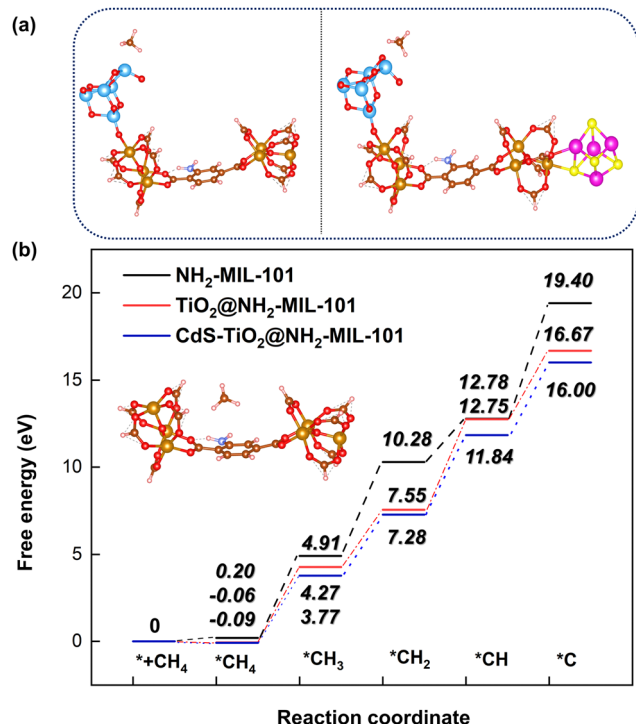 (a)
(b)
NH₂-MIL-101
TiO₂@NH₂-MIL-101
CdS-TiO₂@NH₂-MIL-101
Free energy (eV)
20
15
10
5
0
0
0.20
-0.06
-0.09
4.91
4.27
3.77
10.28
7.55
7.28
12.78
12.75
11.84
19.40
16.67
16.00
*+CH₄
*CH₄
*CH₃
*CH₂
*CH
*C
Reaction coordinate